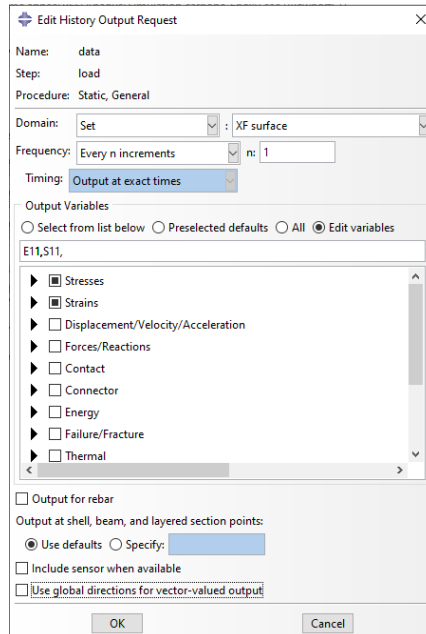 Edit History Output Request
Name: data
Step: load
Procedure: Static, General
Domain: Set : XF surface
Frequency: Every n increments n: 1
Timing: Output at exact times
Output Variables
Select from list below Preselected defaults All Edit variables
E11,S11,
Stresses
Strains
Displacement/Velocity/Acceleration
Forces/Reactions
Contact
Connector
Energy
Failure/Fracture
Thermal
Output for rebar
Output at shell, beam, and layered section points:
Use defaults Specify:
Include sensor when available
Use global directions for vector-valued output
OK Cancel